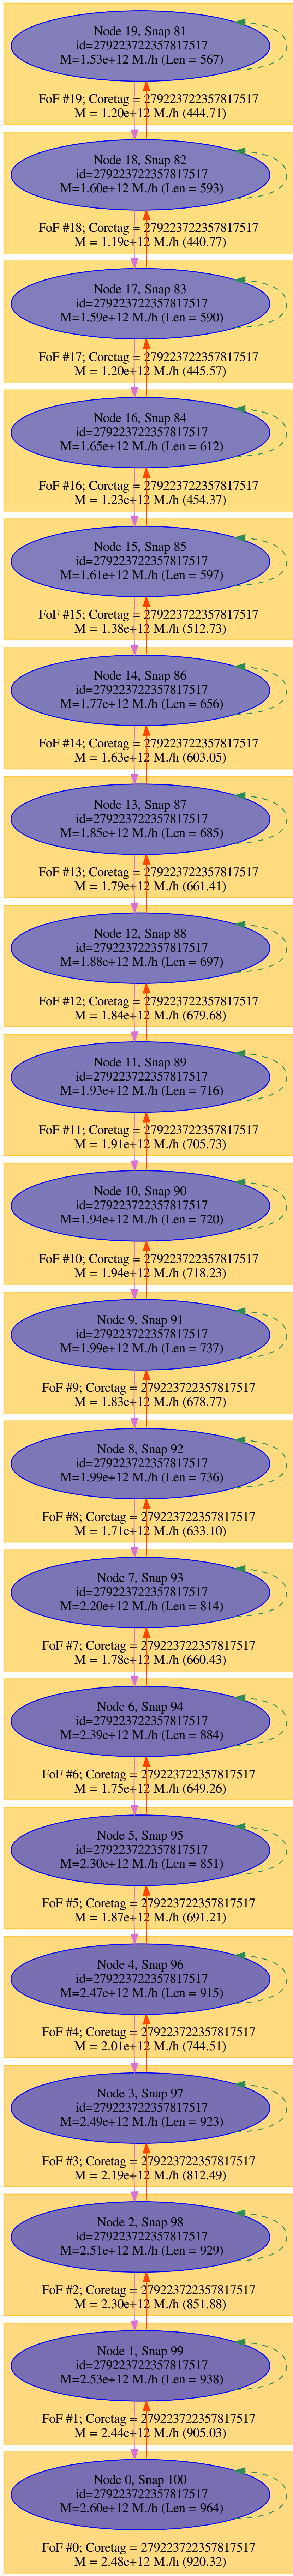 Node 19, Snap 81
id=279223722357817517
M=1.53e+12 M./h (Len = 567)
FoF #19; Coretag = 279223722357817517
M = 1.20e+12 M./h (444.71)
Node 18, Snap 82
id=279223722357817517
M=1.60e+12 M./h (Len = 593)
FoF #18; Coretag = 279223722357817517
M = 1.19e+12 M./h (440.77)
Node 17, Snap 83
id=279223722357817517
M=1.59e+12 M./h (Len = 590)
FoF #17; Coretag = 279223722357817517
M = 1.20e+12 M./h (445.57)
Node 16, Snap 84
id=279223722357817517
M=1.65e+12 M./h (Len = 612)
FoF #16; Coretag = 279223722357817517
M = 1.23e+12 M./h (454.37)
Node 15, Snap 85
id=279223722357817517
M=1.61e+12 M./h (Len = 597)
FoF #15; Coretag = 279223722357817517
M = 1.38e+12 M./h (512.73)
Node 14, Snap 86
id=279223722357817517
M=1.77e+12 M./h (Len = 656)
FoF #14; Coretag = 279223722357817517
M = 1.63e+12 M./h (603.05)
Node 13, Snap 87
id=279223722357817517
M=1.85e+12 M./h (Len = 685)
FoF #13; Coretag = 279223722357817517
M = 1.79e+12 M./h (661.41)
Node 12, Snap 88
id=279223722357817517
M=1.88e+12 M./h (Len = 697)
FoF #12; Coretag = 279223722357817517
M = 1.84e+12 M./h (679.68)
Node 11, Snap 89
id=279223722357817517
M=1.93e+12 M./h (Len = 716)
FoF #11; Coretag = 279223722357817517
M = 1.91e+12 M./h (705.73)
Node 10, Snap 90
id=279223722357817517
M=1.94e+12 M./h (Len = 720)
FoF #10; Coretag = 279223722357817517
M = 1.94e+12 M./h (718.23)
Node 9, Snap 91
id=279223722357817517
M=1.99e+12 M./h (Len = 737)
FoF #9; Coretag = 279223722357817517
M = 1.83e+12 M./h (678.77)
Node 8, Snap 92
id=279223722357817517
M=1.99e+12 M./h (Len = 736)
FoF #8; Coretag = 279223722357817517
M = 1.71e+12 M./h (633.10)
Node 7, Snap 93
id=279223722357817517
M=2.20e+12 M./h (Len = 814)
FoF #7; Coretag = 279223722357817517
M = 1.78e+12 M./h (660.43)
Node 6, Snap 94
id=279223722357817517
M=2.39e+12 M./h (Len = 884)
FoF #6; Coretag = 279223722357817517
M = 1.75e+12 M./h (649.26)
Node 5, Snap 95
id=279223722357817517
M=2.30e+12 M./h (Len = 851)
FoF #5; Coretag = 279223722357817517
M = 1.87e+12 M./h (691.21)
Node 4, Snap 96
id=279223722357817517
M=2.47e+12 M./h (Len = 915)
FoF #4; Coretag = 279223722357817517
M = 2.01e+12 M./h (744.51)
Node 3, Snap 97
id=279223722357817517
M=2.49e+12 M./h (Len = 923)
FoF #3; Coretag = 279223722357817517
M = 2.19e+12 M./h (812.49)
Node 2, Snap 98
id=279223722357817517
M=2.51e+12 M./h (Len = 929)
FoF #2; Coretag = 279223722357817517
M = 2.30e+12 M./h (851.88)
Node 1, Snap 99
id=279223722357817517
M=2.53e+12 M./h (Len = 938)
FoF #1; Coretag = 279223722357817517
M = 2.44e+12 M./h (905.03)
Node 0, Snap 100
id=279223722357817517
M=2.60e+12 M./h (Len = 964)
FoF #0; Coretag = 279223722357817517
M = 2.48e+12 M./h (920.32)